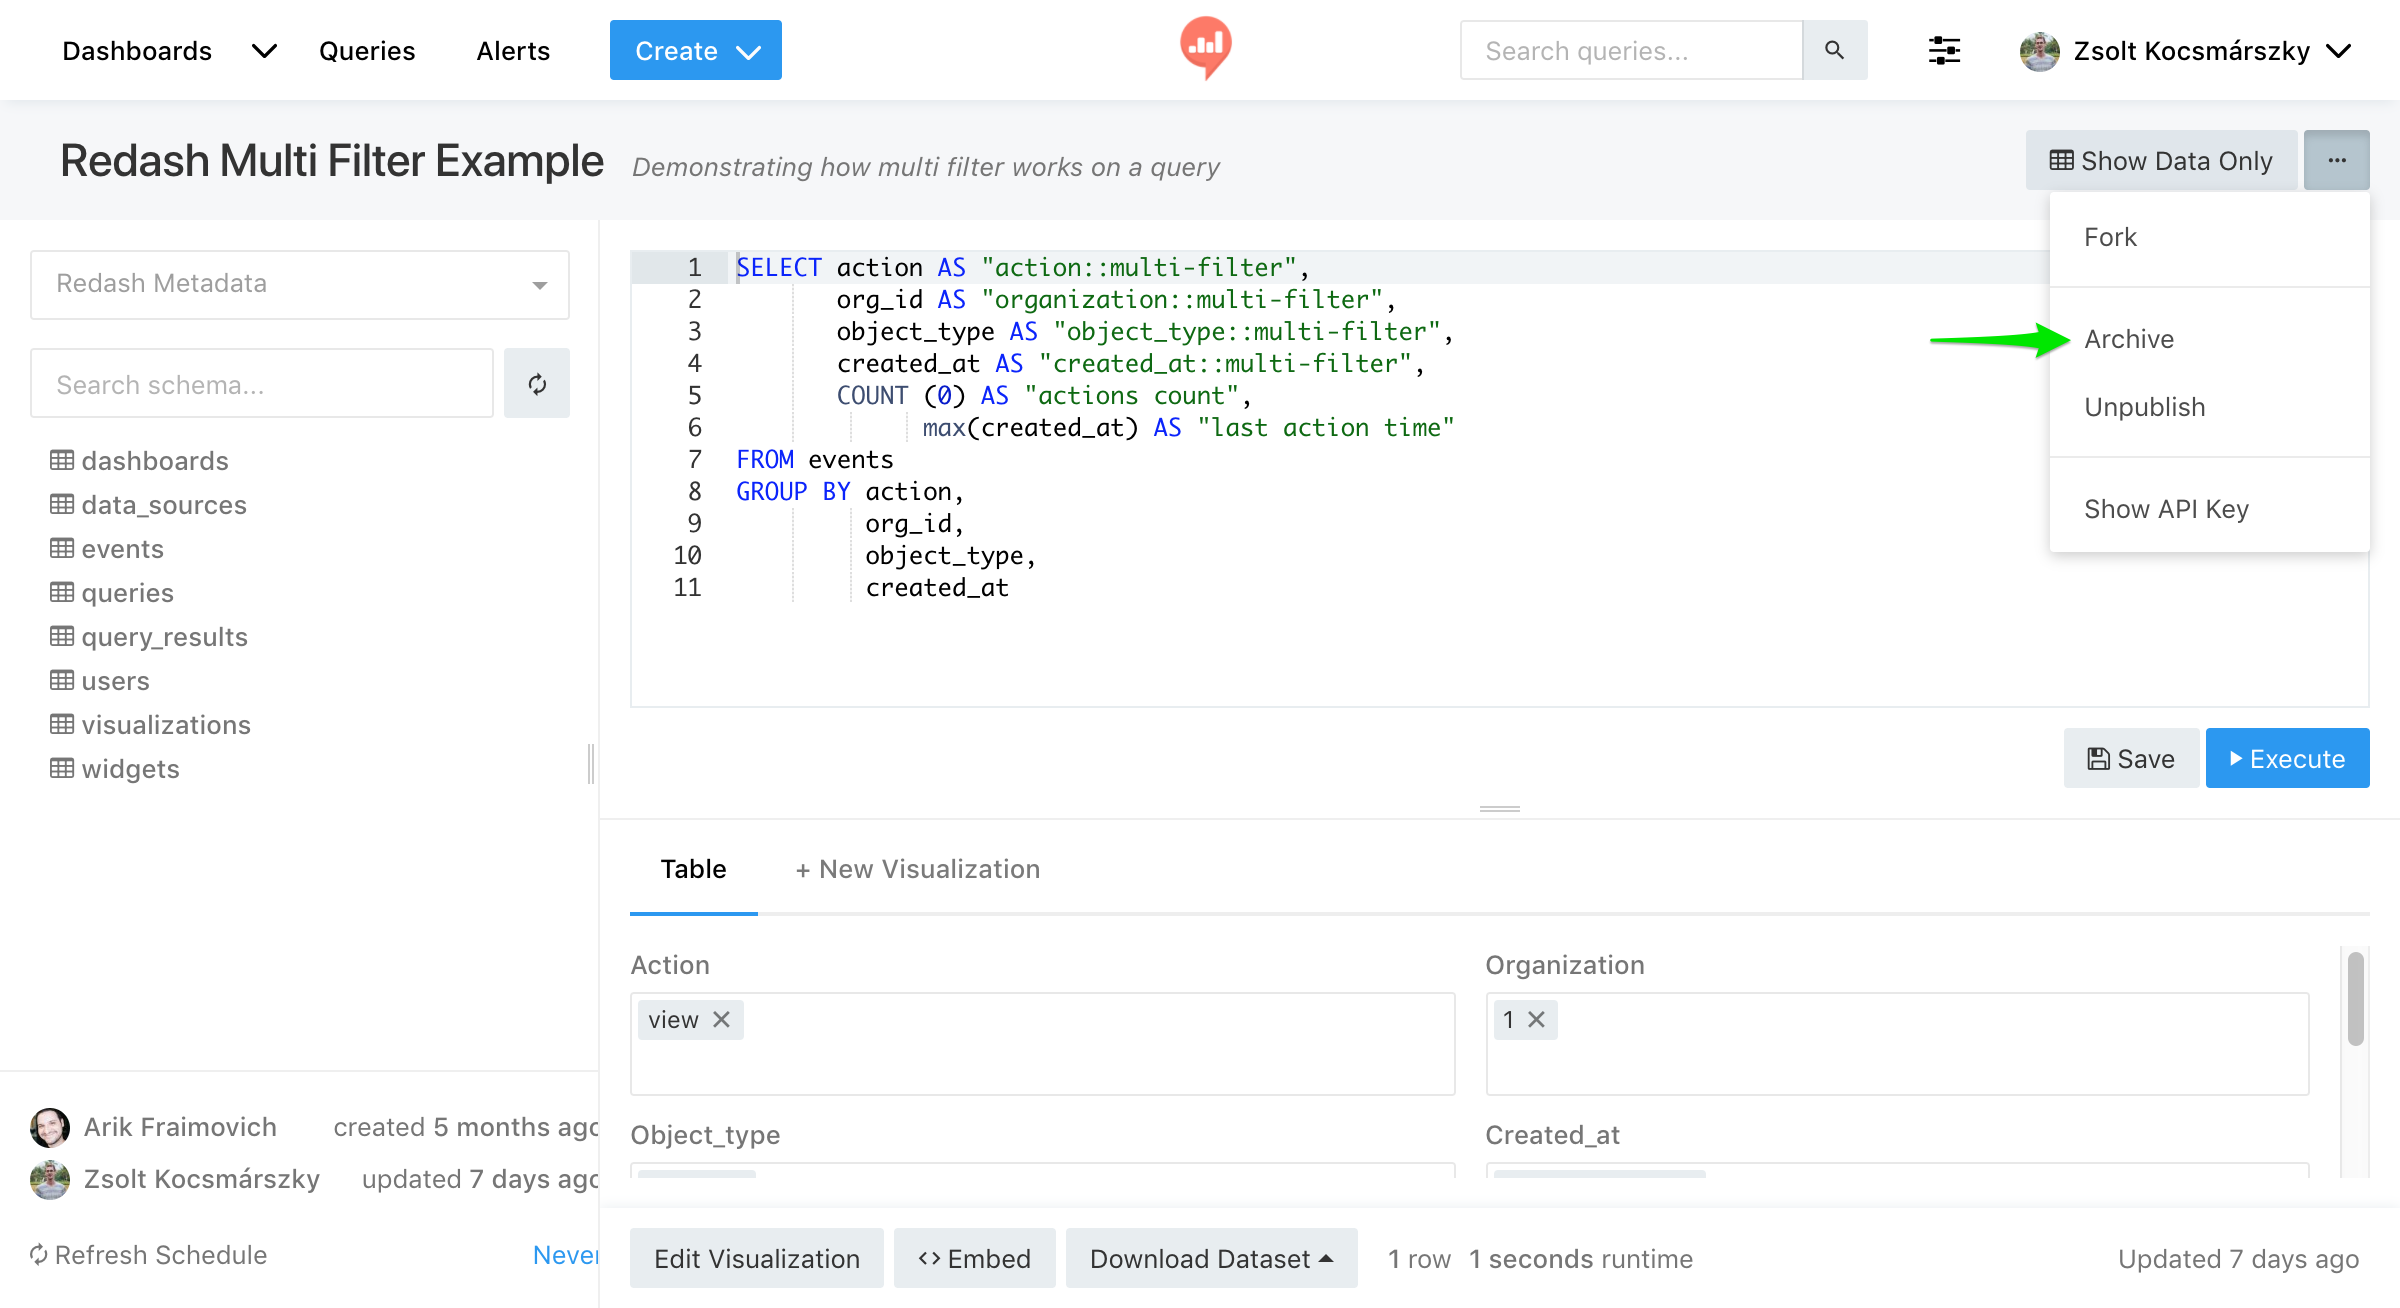 Dashboards Queries Alerts Create Search queries... Zsolt Kocsmárszky
Redash Multi Filter Example Demonstrating how multi filter works on a query Show Data Only ...
Fork
Archive
Unpublish
Show API Key
Redash Metadata
Search schema...
dashboards
data_sources
events
queries
query_results
users
visualizations
widgets
1 SELECT action AS "action::multi-filter",
2 org_id AS "organization::multi-filter",
3 object_type AS "object_type::multi-filter",
4 created_at AS "created_at::multi-filter",
5 COUNT (0) AS "actions count",
6 max(created_at) AS "last action time"
7 FROM events
8 GROUP BY action,
9 org_id,
10 object_type,
11 created_at
Save Execute
Table + New Visualization
Action Organization
view 1
Object_type Created_at
Arik Fraimovich created 5 months ago
Zsolt Kocsmárszky updated 7 days ago
Refresh Schedule Never
Edit Visualization <> Embed Download Dataset 1 row 1 seconds runtime Updated 7 days ago